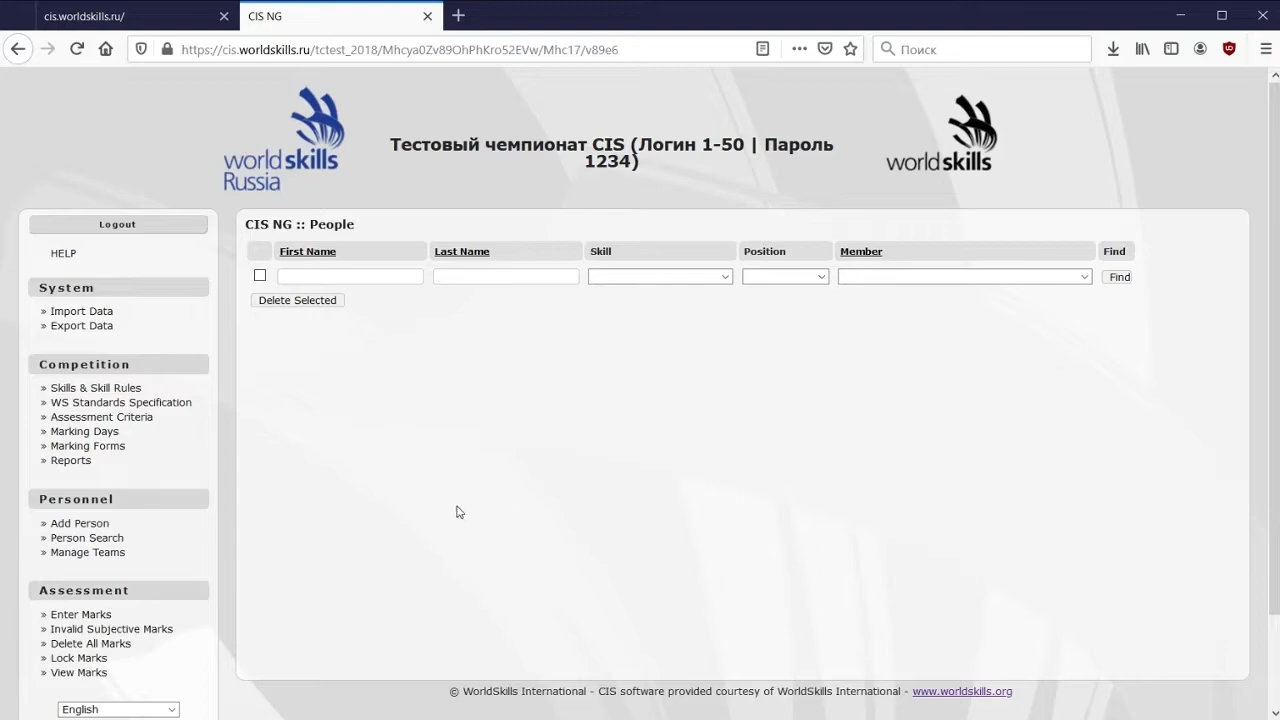 cis.worldskills.ru/
CIS NG
https://cis.worldskills.ru/tctest_2018/Mhcya0Zv89OhPhKro52EVw/Mhc17/v89e6
Поиск
worldskills
Russia
Тестовый чемпионат CIS (Логин 1-50 | Пароль
1234)
worldskills
Logout
HELP
System
» Import Data
» Export Data
Competition
» Skills & Skill Rules
» WS Standards Specification
» Assessment Criteria
» Marking Days
» Marking Forms
» Reports
Personnel
» Add Person
» Person Search
» Manage Teams
Assessment
» Enter Marks
» Invalid Subjective Marks
» Delete All Marks
» Lock Marks
» View Marks
English
CIS NG :: People
First Name Last Name Skill Position Member Find
Find
Delete Selected
© WorldSkills International - CIS software provided courtesy of WorldSkills International - www.worldskills.org